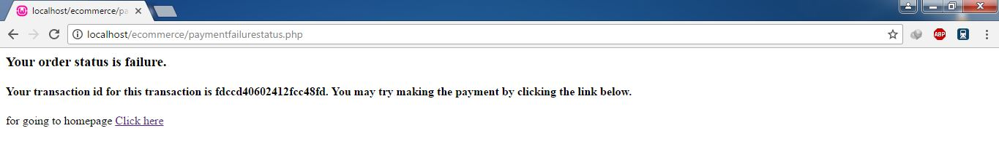 localhost/ecommerce/pa
localhost/ecommerce/paymentfailurestatus.php
ABP
Your order status is failure.
Your transaction id for this transaction is fdccd40602412fcc48fd. You may try making the payment by clicking the link below.
for going to homepage Click here